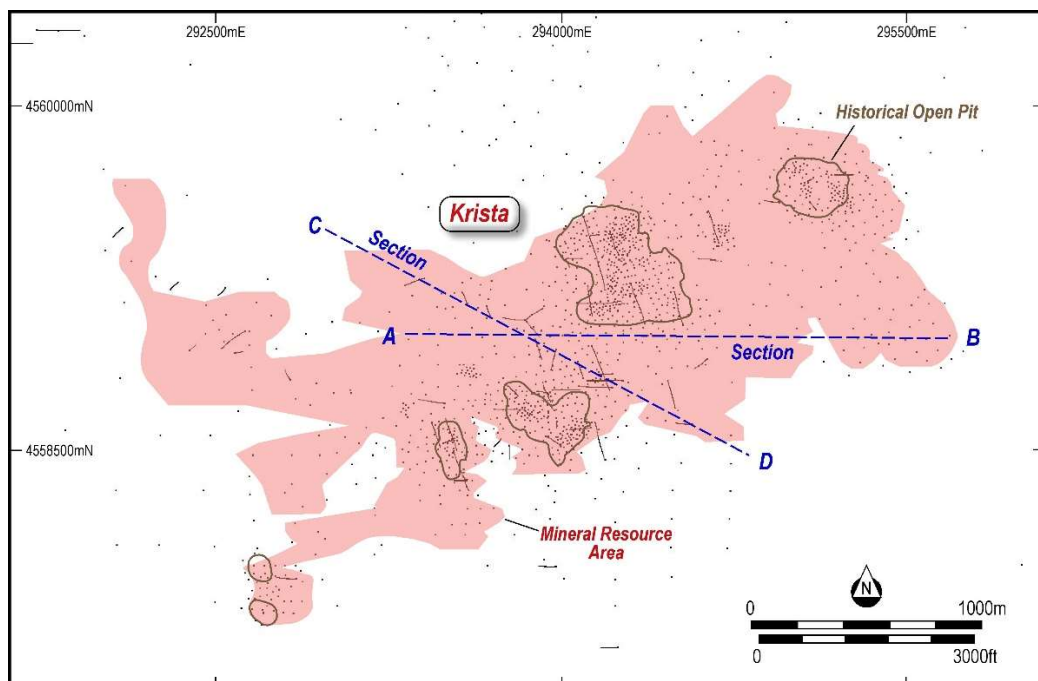 292500mE
294000mE
295500mE
4560000mN
Historical Open Pit
Krista
C
Section
A
B
Section
4558500mN
D
Mineral Resource
Area
N
0
1000m
0
3000ft